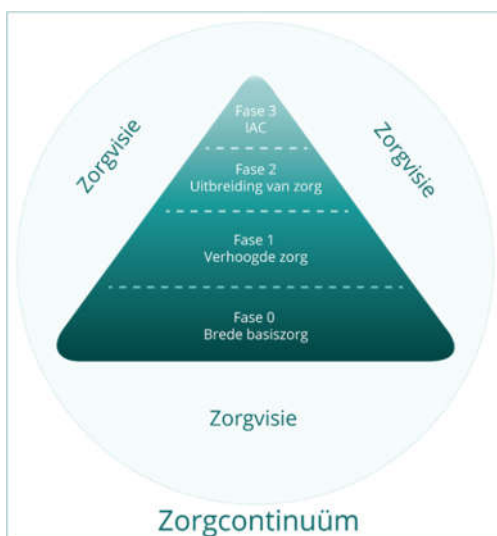 Fase 3
IAC
Zorgvisie
Zorgvisie
Fase 2
Uitbreiding van zorg
Fase 1
Verhoogde zorg
Fase 0
Brede basiszorg
Zorgvisie
Zorgcontinuüm